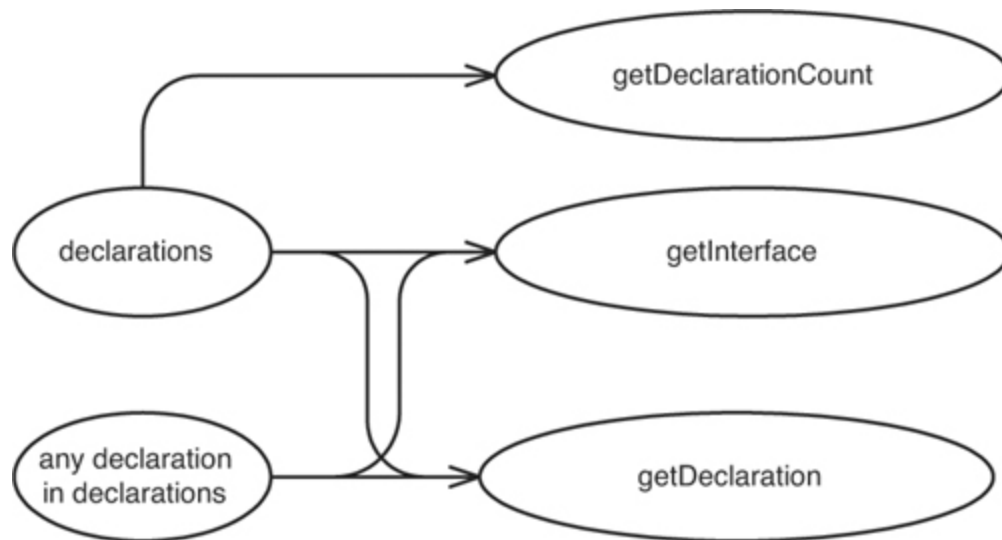 getDeclarationCount
declarations
getInterface
any declaration
in declarations
getDeclaration